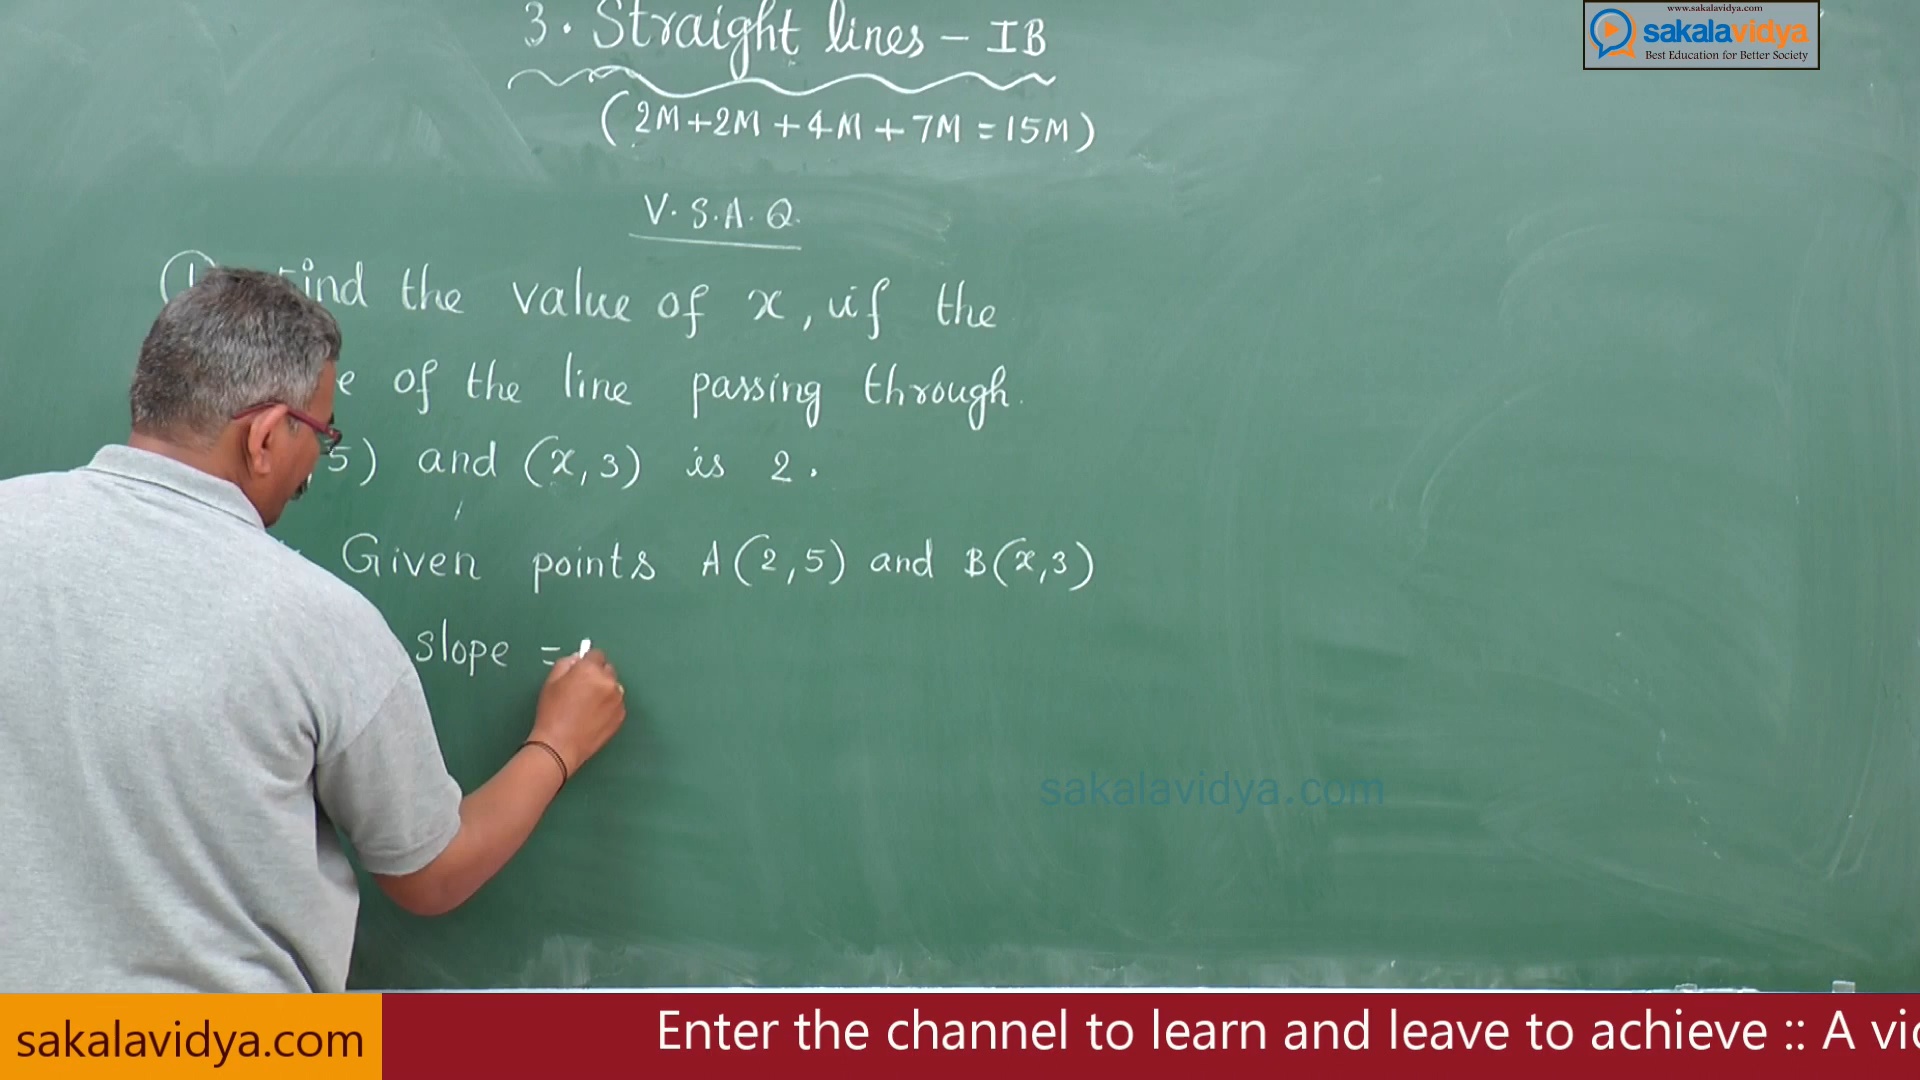 3. Straight lines - IB
(2M+2M+4M+7M=15M)
V.S.A.Q.
① Find the value of x, if the
of the line passing through.
5) and (x,3) is 2.
Given points A(2,5) and B(x,3)
slope =
www.sakalavidya.com
sakalavidya
Best Education for Better Society
sakalavidya.com
sakalavidya.com
Enter the channel to learn and leave to achieve :: A